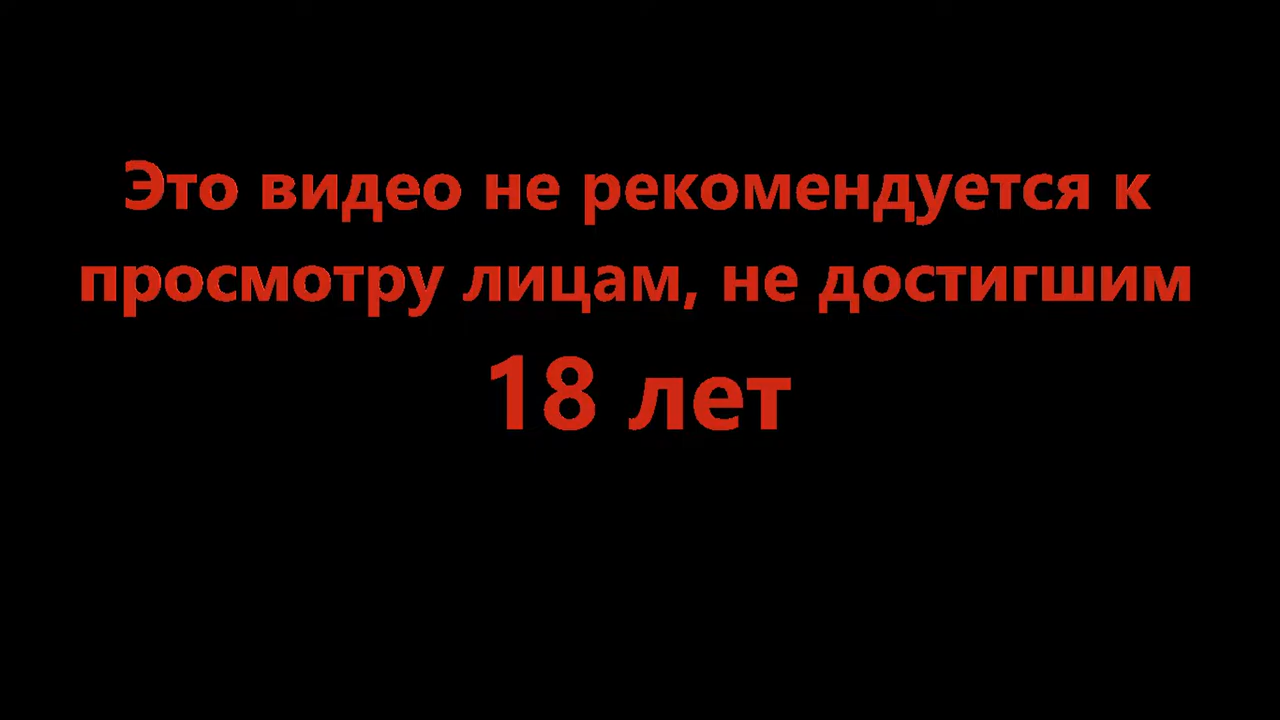 Это видео не рекомендуется к
просмотру лицам, не достигшим
18 лет